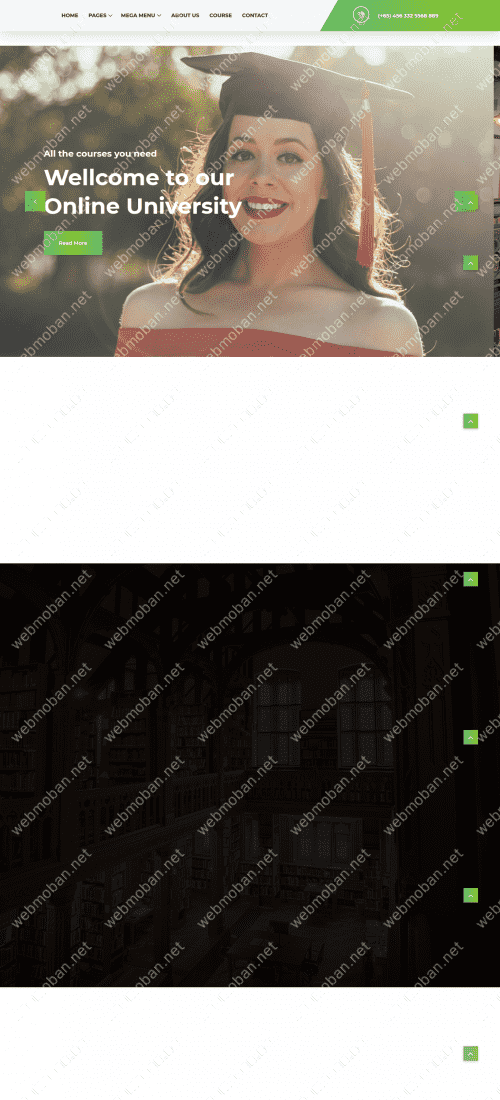 HOME PAGES MEGA MENU ABOUT US COURSE CONTACT (+65) 456 332 5568 889
All the courses you need
Wellcome to our
Online University
Read More
webmoban.net